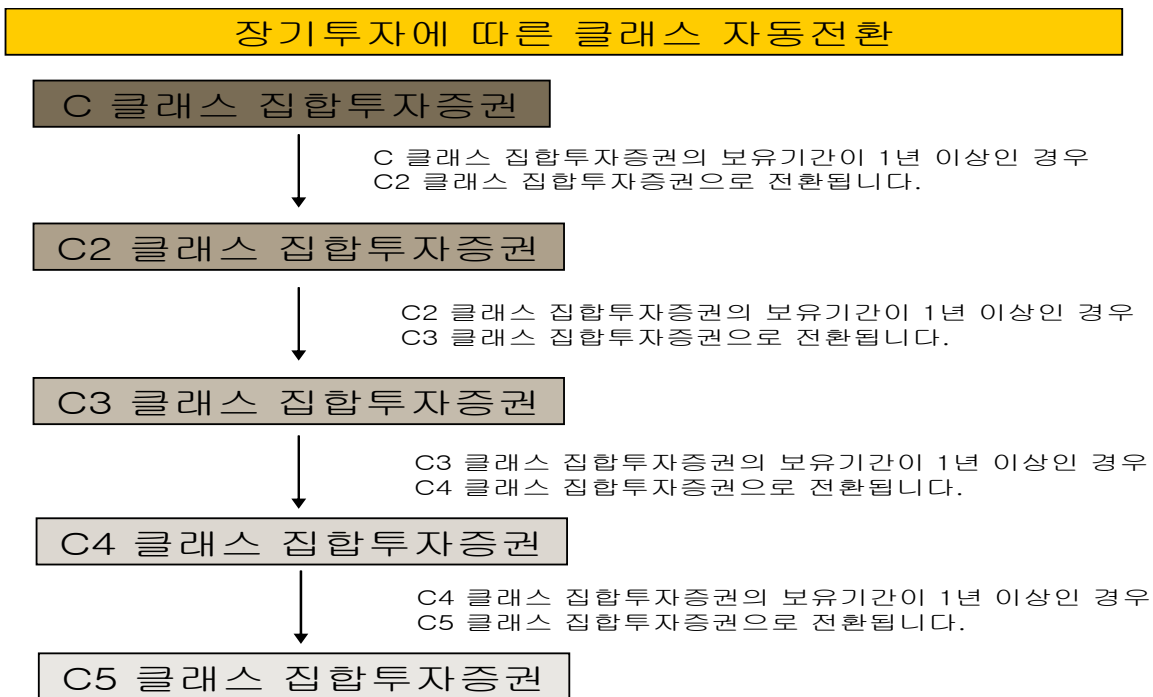 장기투자에 따른 클래스 자동전환
C 클래스 집합투자증권
C 클래스 집합투자증권의 보유기간이 1년 이상인 경우
C2 클래스 집합투자증권으로 전환됩니다.
C2 클래스 집합투자증권
C2 클래스 집합투자증권의 보유기간이 1년 이상인 경우
C3 클래스 집합투자증권으로 전환됩니다.
C3 클래스 집합투자증권
C3 클래스 집합투자증권의 보유기간이 1년 이상인 경우
C4 클래스 집합투자증권으로 전환됩니다.
C4 클래스 집합투자증권
C4 클래스 집합투자증권의 보유기간이 1년 이상인 경우
C5 클래스 집합투자증권으로 전환됩니다.
C5 클래스 집합투자증권